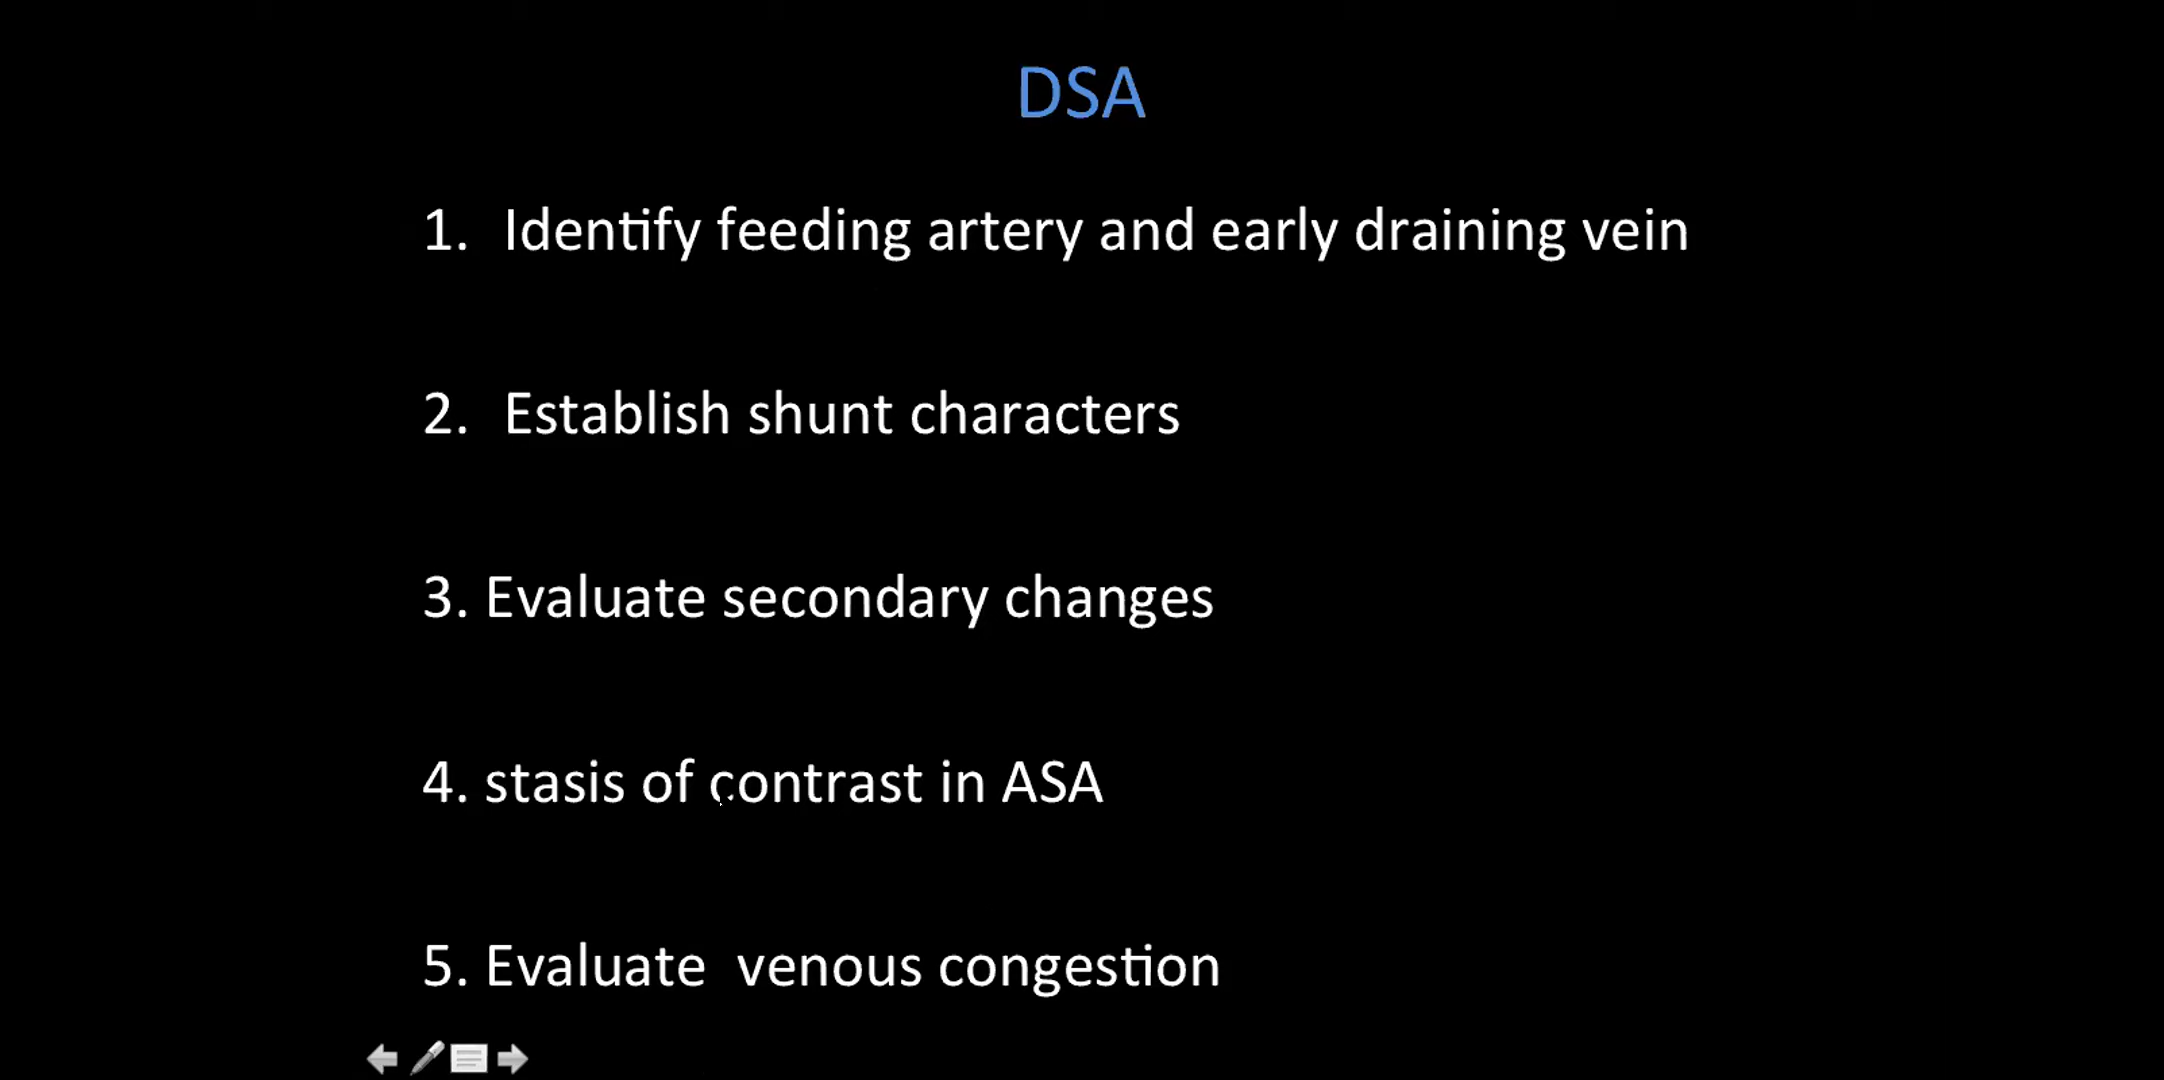 DSA
1. Identify feeding artery and early draining vein
2. Establish shunt characters
3. Evaluate secondary changes
4. stasis of contrast in ASA
5. Evaluate  venous congestion